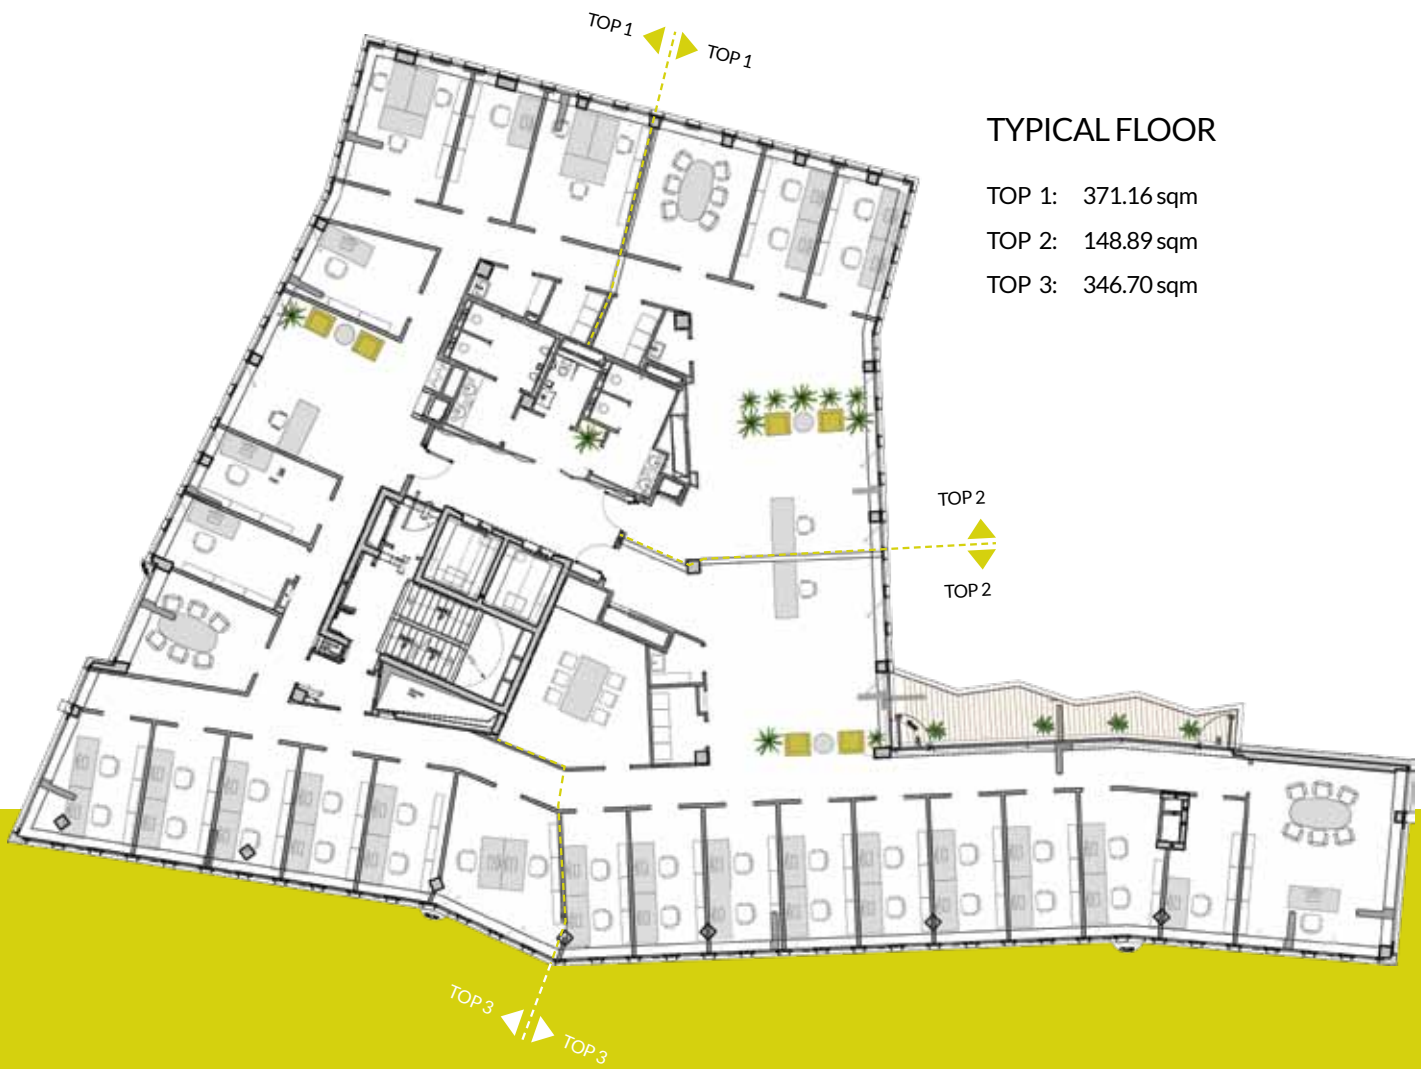 TOP 1
TOP 1
TYPICAL FLOOR
TOP 1: 371.16 sqm
TOP 2: 148.89 sqm
TOP 3: 346.70 sqm
TOP 2
TOP 2
TOP 3
TOP 3